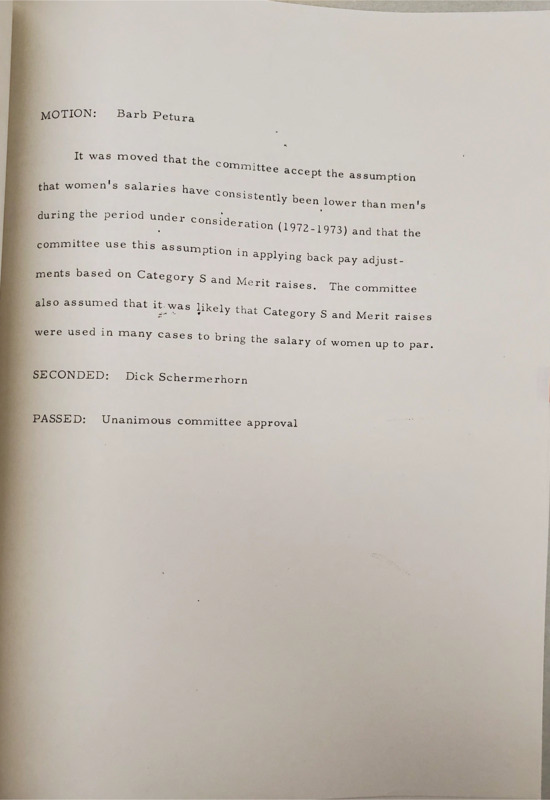 MOTION: Barb Petura
It was moved that the committee accept the assumption
that women's salaries have consistently been lower than men's
during the period under consideration (1972-1973) and that the
committee use this assumption in applying back pay adjust-
ments based on Category S and Merit raises. The committee
also assumed that it was likely that Category S and Merit raises
were used in many cases to bring the salary of women up to par.
SECONDED: Dick Schermerhorn
PASSED: Unanimous committee approval